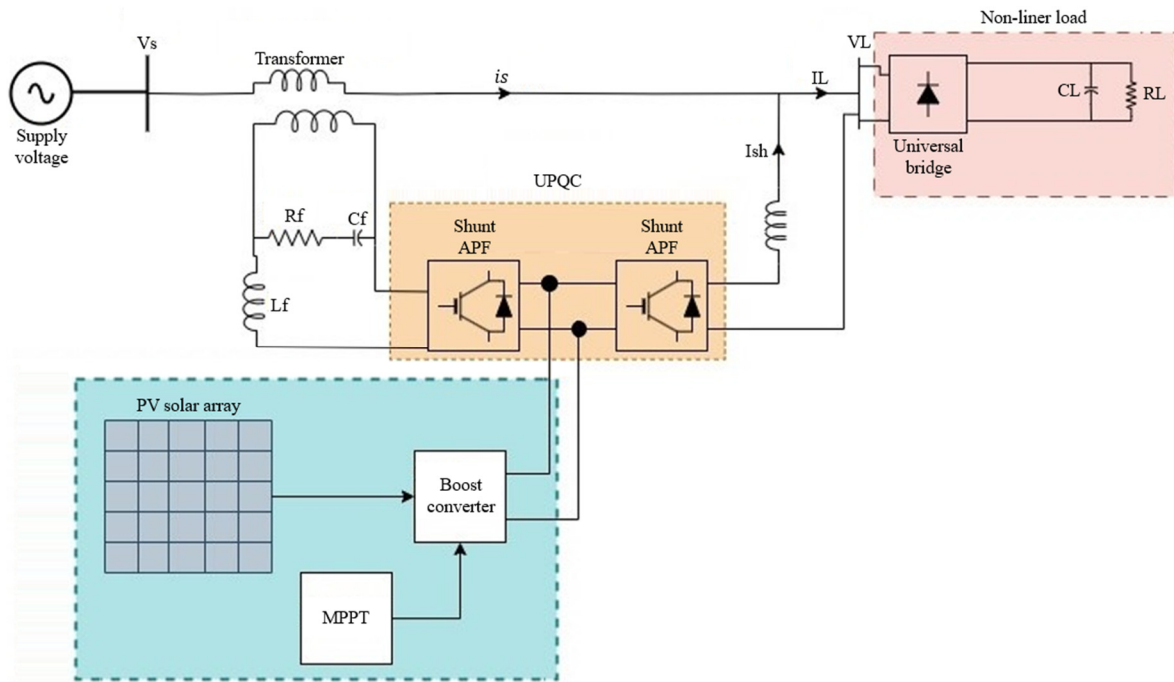 Non-liner load
Vs
Transformer
is
IL
VL
CL
RL
Supply
voltage
Universal
bridge
Ish
UPQC
Rf
Cf
Shunt
APF
Shunt
APF
Lf
PV solar array
Boost
converter
MPPT